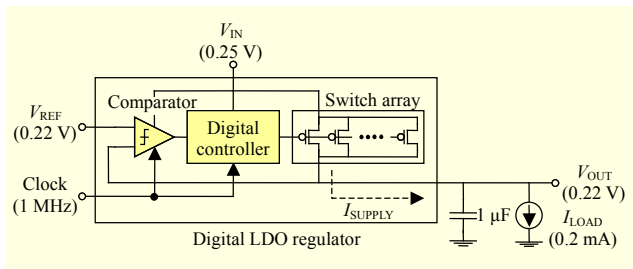 V_IN
(0.25 V)
Comparator
Switch array
V_REF
(0.22 V)
Digital
controller
Clock
(1 MHz)
V_OUT
(0.22 V)
I_SUPPLY
1 μF
I_LOAD
(0.2 mA)
Digital LDO regulator